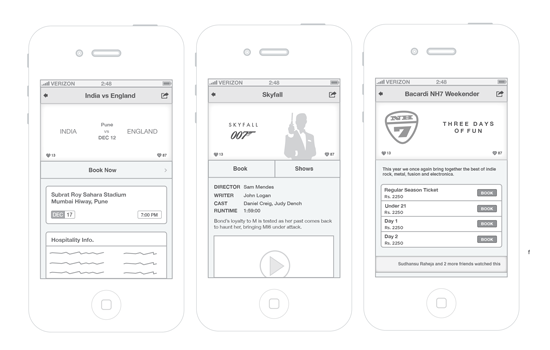 VERIZON 2:46
India vs England
INDIA
Pune
vs
DEC 12
ENGLAND
13
87
Book Now
Subrat Roy Sahara Stadium
Mumbai Hiway, Pune
DEC 17
7:00 PM
Hospitality Info.
VERIZON 2:46
Skyfall
SKYFALL
007
13
87
Book
Shows
DIRECTOR Sam Mendes
WRITER John Logan
CAST Daniel Craig, Judy Dench
RUNTIME 1:59:00
Bond's loyalty to M is tested as her past comes back
to haunt her, bringing MI6 under attack.
VERIZON 2:46
Bacardi NH7 Weekender
NH
7
THREE DAYS
OF FUN
13
87
This year we once again bring together the best of indie
rock, metal, fusion and electronica.
Regular Season Ticket
Rs. 2250
BOOK
Under 21
Rs. 2250
BOOK
Day 1
Rs. 2250
BOOK
Day 2
Rs. 2250
BOOK
Sudhansu Raheja and 2 more friends watched this